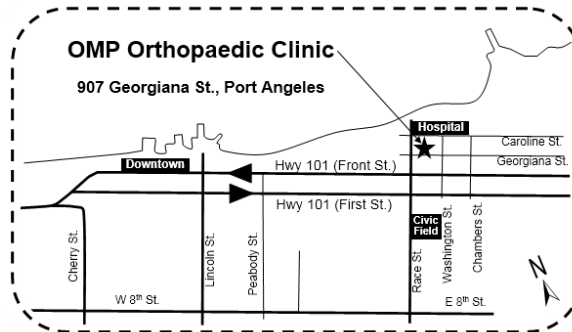 OMP Orthopaedic Clinic
907 Georgiana St., Port Angeles
Hospital
Caroline St.
Georgiana St.
Downtown
Hwy 101 (Front St.)
Hwy 101 (First St.)
Civic
Field
Cherry St.
Lincoln St.
Peabody St.
Race St.
Washington St.
Chambers St.
N
W 8th St.
E 8th St.